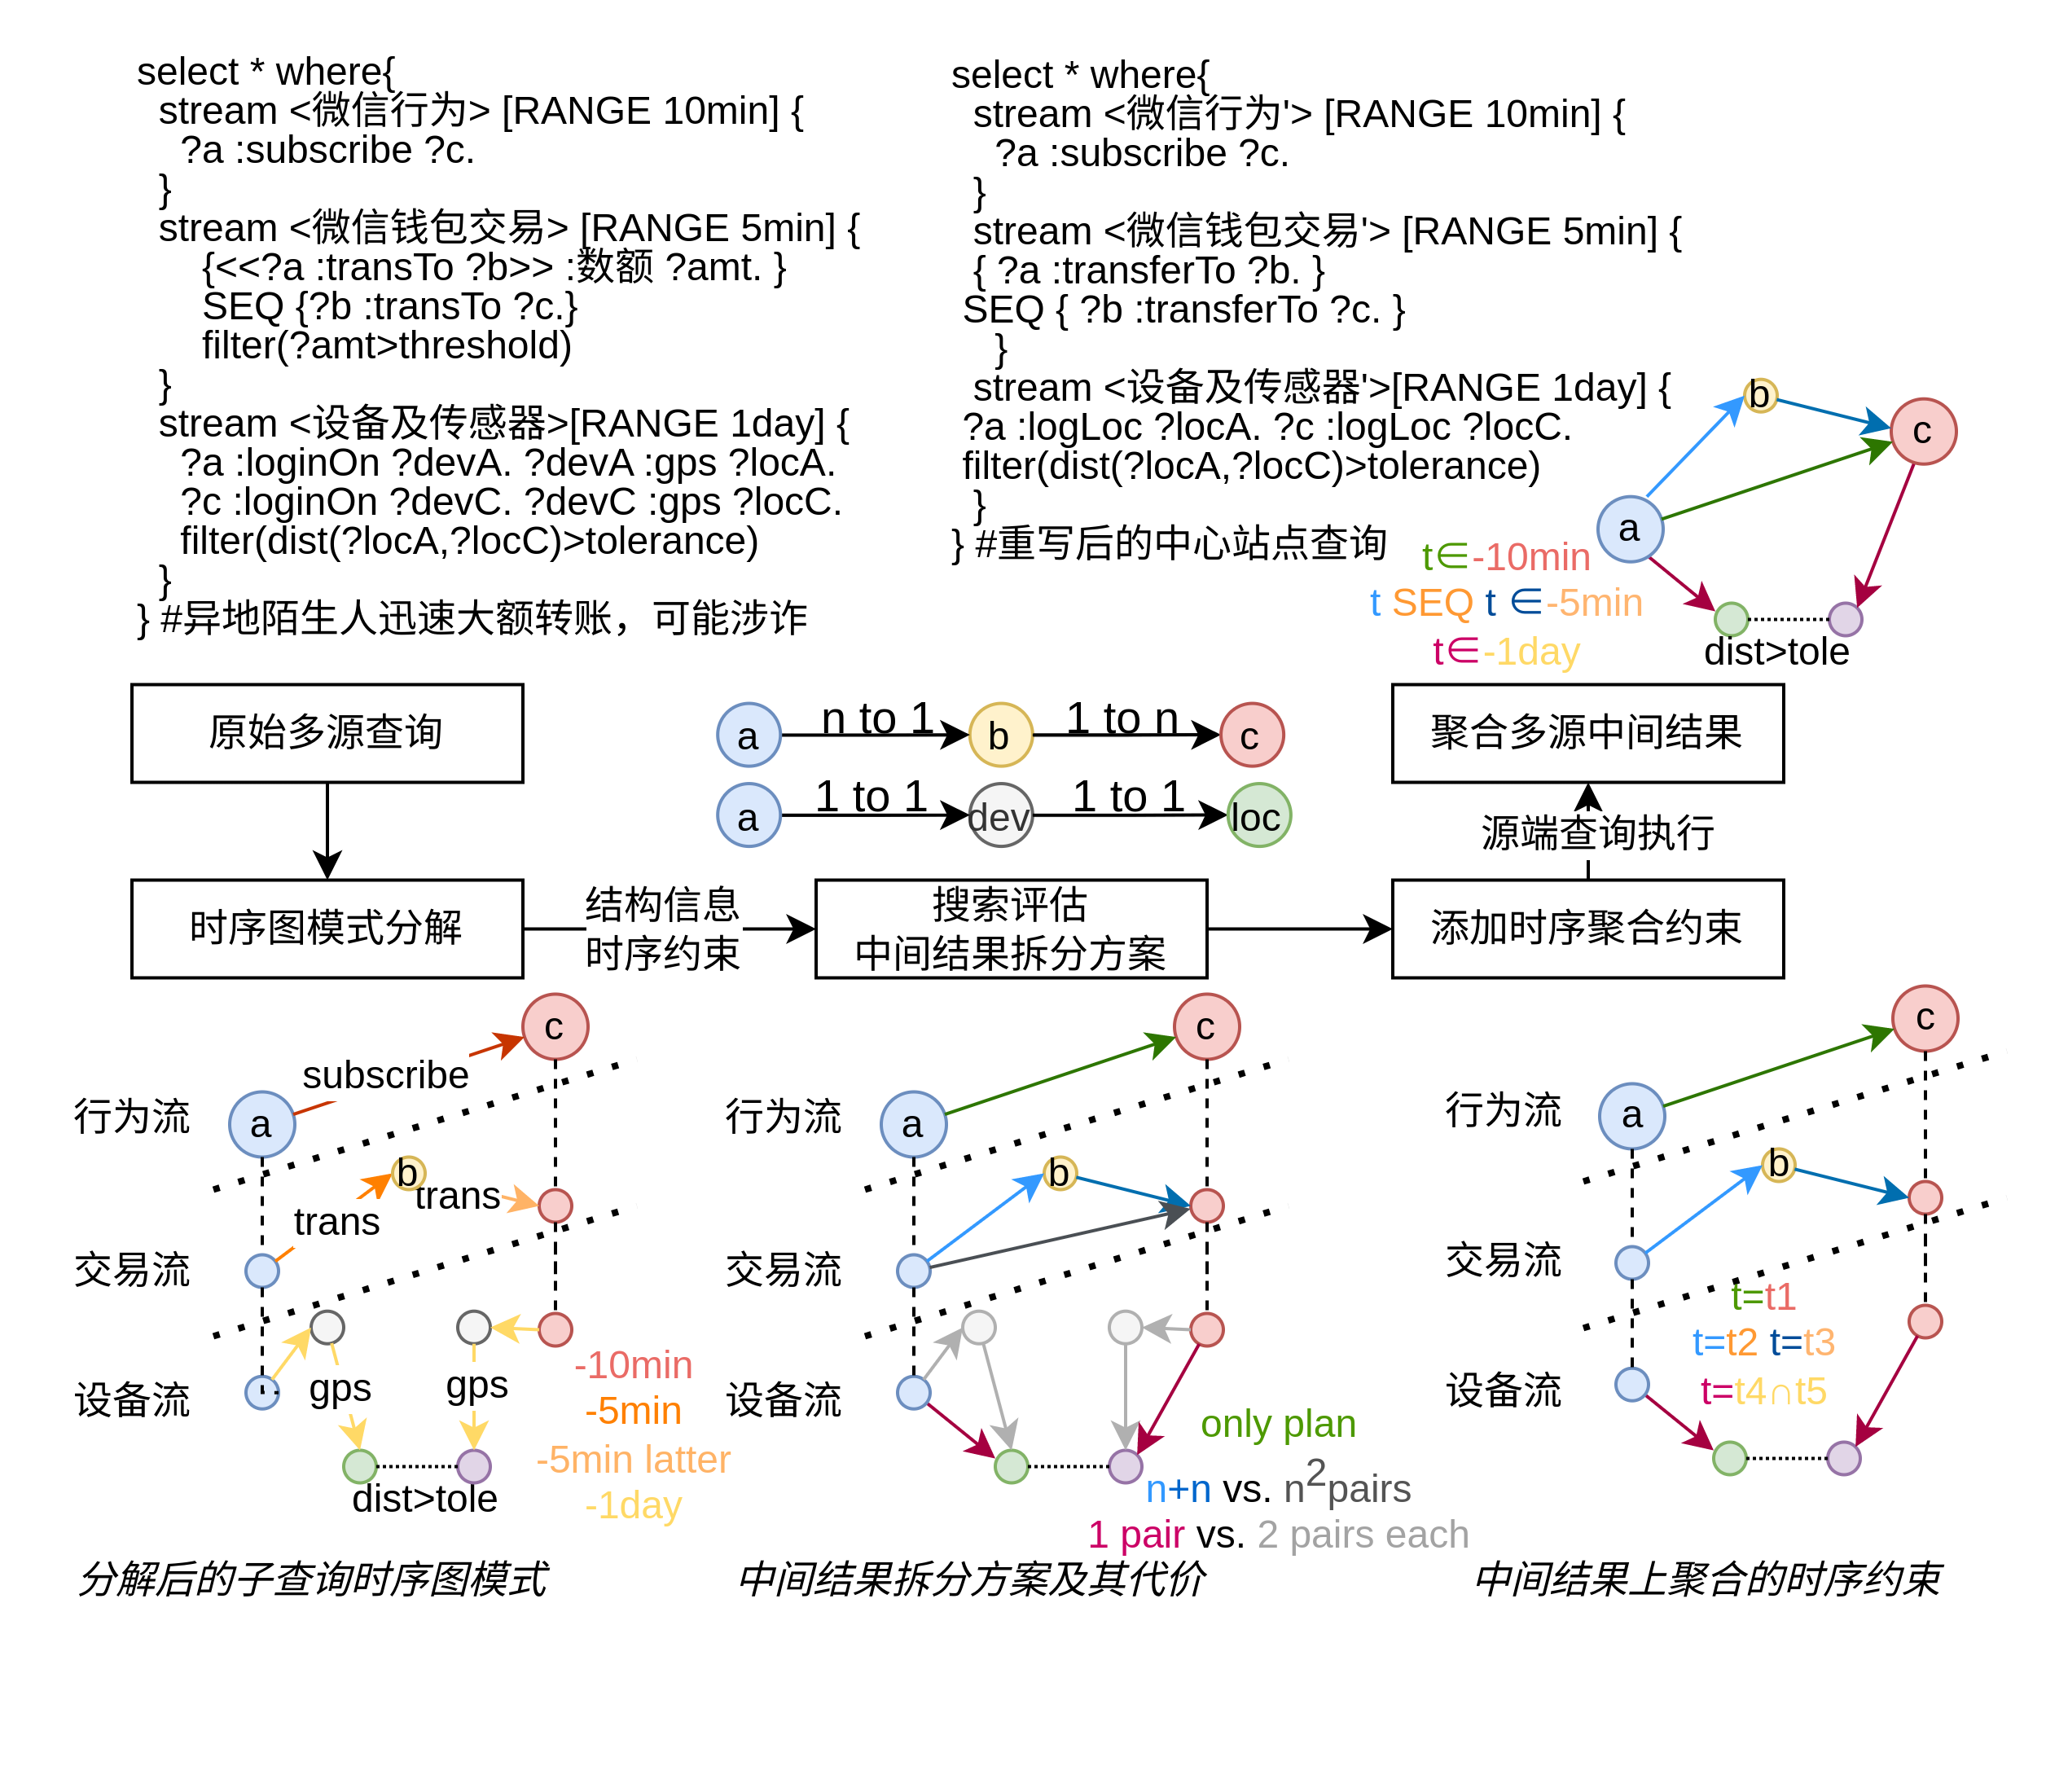 select * where{
stream <微信行为> [RANGE 10min] {
?a :subscribe ?c.
}
stream <微信钱包交易> [RANGE 5min] {
{<<?a :transTo ?b>> :数额 ?amt. }
SEQ {?b :transTo ?c.}
filter(?amt>threshold)
}
stream <设备及传感器>[RANGE 1day] {
?a :loginOn ?devA. ?devA :gps ?locA.
?c :loginOn ?devC. ?devC :gps ?locC.
filter(dist(?locA,?locC)>tolerance)
}
} #异地陌生人迅速大额转账，可能涉诈
select * where{
stream <微信行为'> [RANGE 10min] {
?a :subscribe ?c.
}
stream <微信钱包交易'> [RANGE 5min] {
{ ?a :transferTo ?b. }
SEQ { ?b :transferTo ?c. }
}
stream <设备及传感器'>[RANGE 1day] {
?a :logLoc ?locA. ?c :logLoc ?locC.
filter(dist(?locA,?locC)>tolerance)
}
} #重写后的中心站点查询
b
c
a
t∈-10min
t SEQ t ∈-5min
t∈-1day
dist>tole
原始多源查询
a
n to 1
b
1 to n
c
a
1 to 1
dev
1 to 1
loc
聚合多源中间结果
源端查询执行
时序图模式分解
结构信息
时序约束
搜索评估
中间结果拆分方案
添加时序聚合约束
c
subscribe
a
行为流
b
trans
trans
交易流
gps
gps
设备流
dist>tole
-10min
-5min
-5min latter
-1day
分解后的子查询时序图模式
c
a
行为流
b
交易流
设备流
only plan
n+n vs. n2pairs
1 pair vs. 2 pairs each
中间结果拆分方案及其代价
c
a
行为流
b
交易流
t=t1
t=t2 t=t3
t=t4∩t5
设备流
中间结果上聚合的时序约束